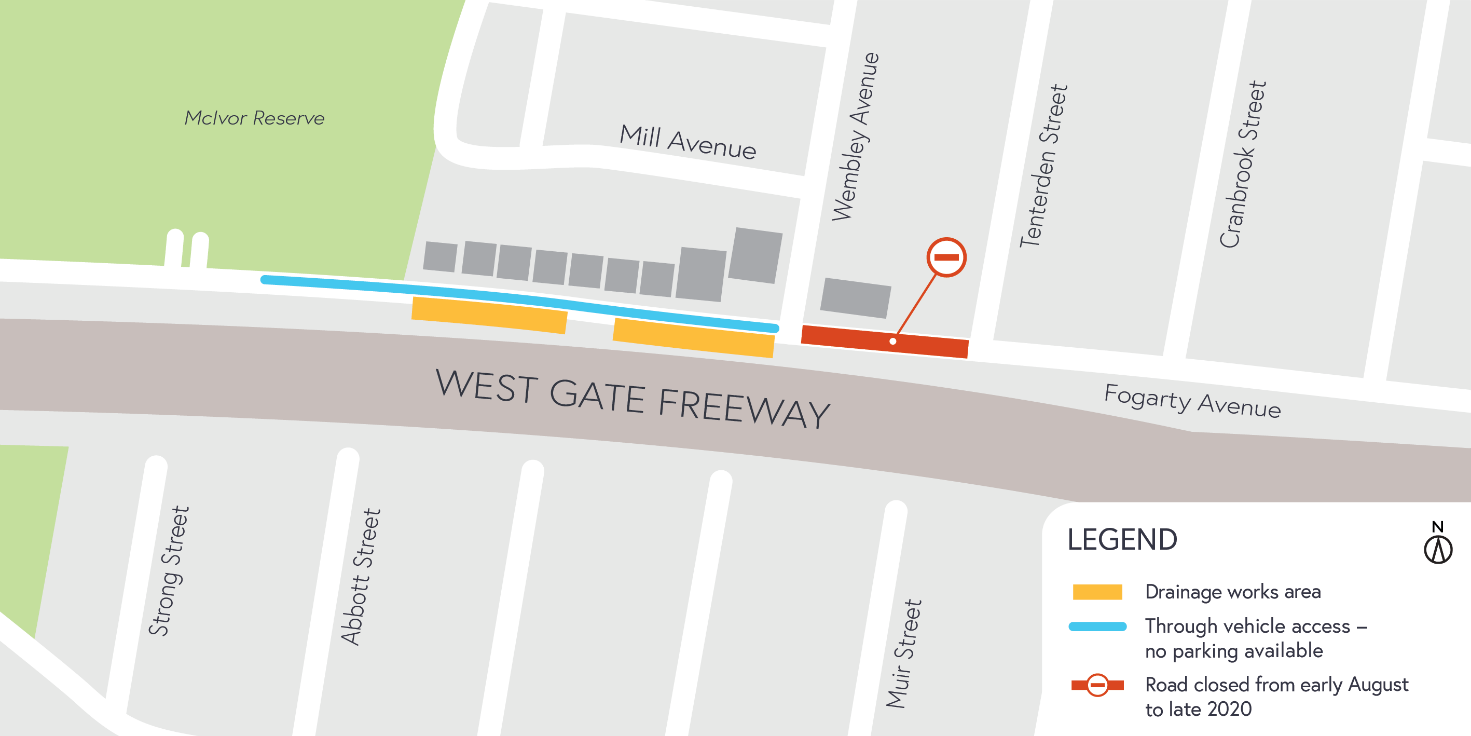 McIvor Reserve
Mill Avenue
Wembley Avenue
Tenterden Street
Cranbrook Street
WEST GATE FREEWAY
Fogarty Avenue
Strong Street
Abbott Street
Muir Street
LEGEND
N
Drainage works area
Through vehicle access –
no parking available
Road closed from early August
to late 2020